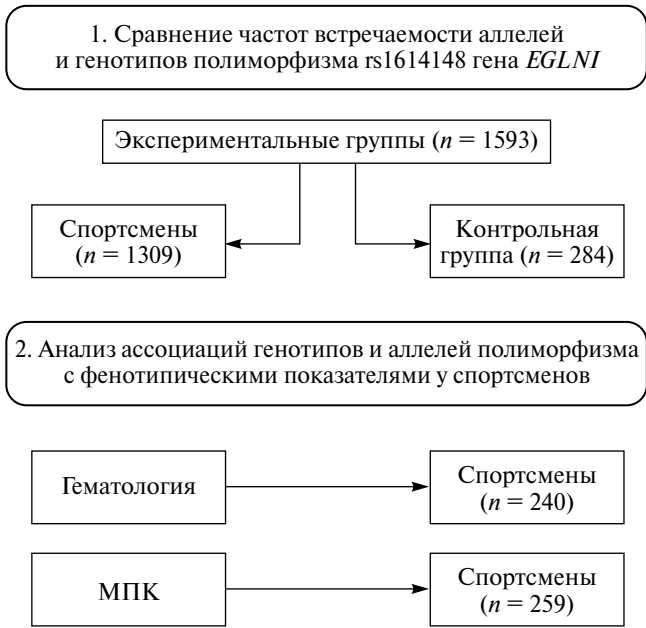 1. Сравнение частот встречаемости аллелей
и генотипов полиморфизма rs1614148 гена EGLNI
Экспериментальные группы (n = 1593)
Спортсмены
(n = 1309)
Контрольная
группа (n = 284)
2. Анализ ассоциаций генотипов и аллелей полиморфизма
с фенотипическими показателями у спортсменов
Гематология
Спортсмены
(n = 240)
МПК
Спортсмены
(n = 259)